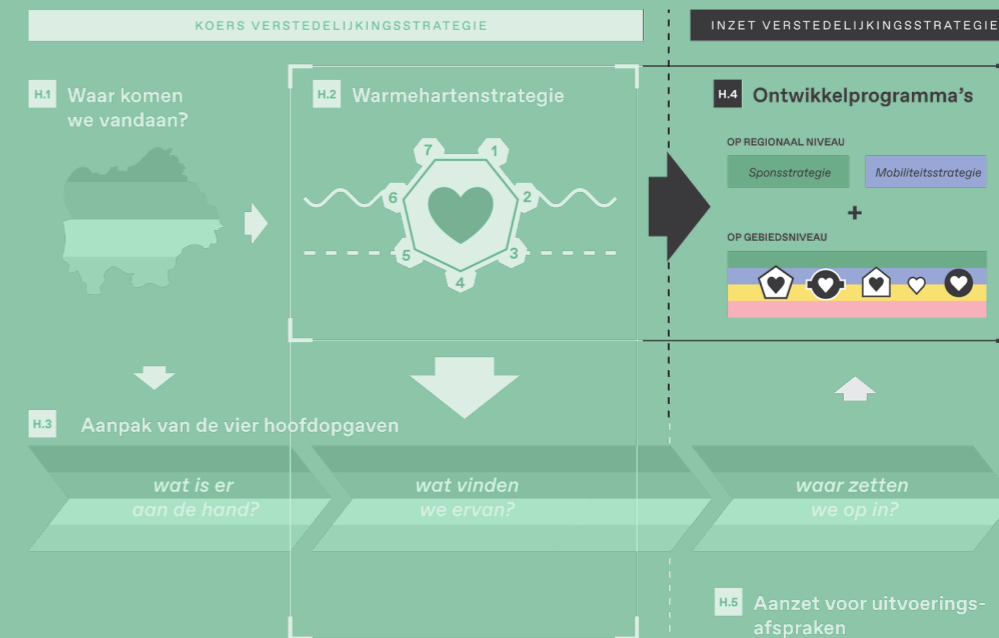 KOERS VERSTEDELIJKINGSSTRATEGIE
INZET VERSTEDELIJKINGSSTRATEGIE
H.1 Waar komen
we vandaan?
H.2 Warmehartenstrategie
7
1
6
2
5
3
4
H.4 Ontwikkelprogramma's
OP REGIONAAL NIVEAU
Sponsstrategie
Mobiliteitsstrategie
+
OP GEBIEDSNIVEAU
H.3 Aanpak van de vier hoofdopgaven
wat is er
aan de hand?
wat vinden
we ervan?
waar zetten
we op in?
H.5 Aanzet voor uitvoerings-
afspraken